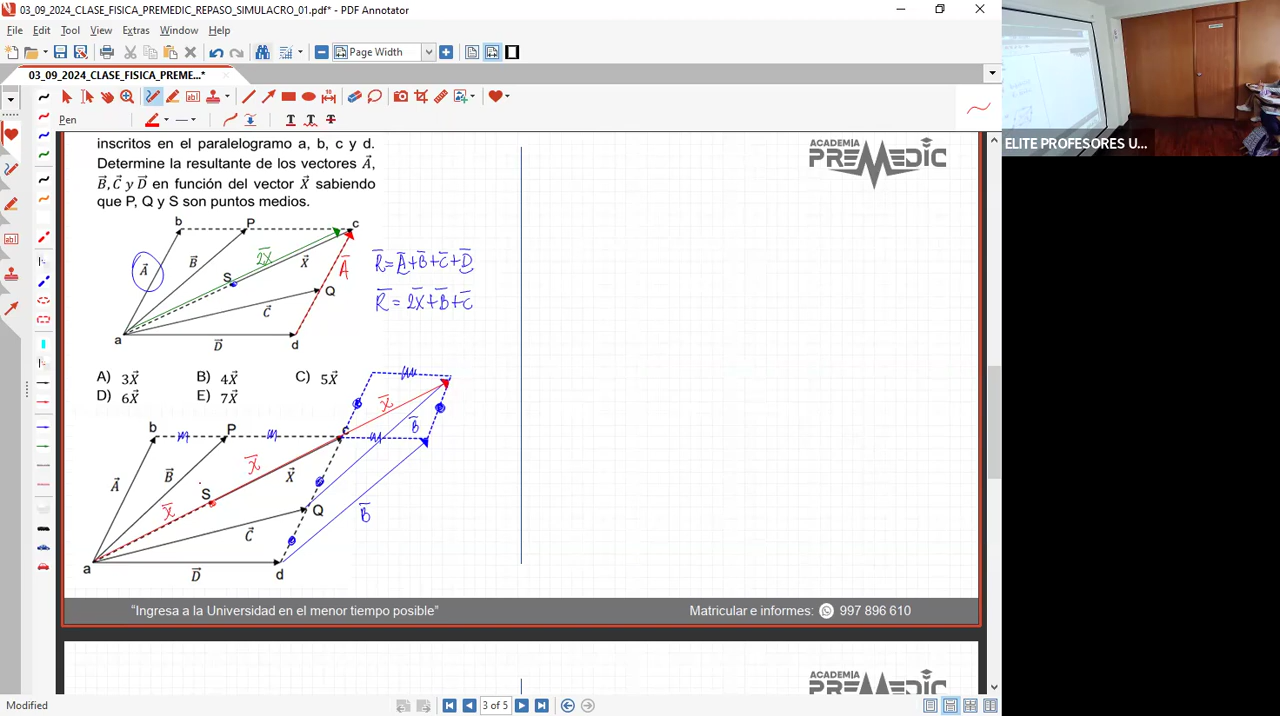 03_09_2024_CLASE_FISICA_PREMEDIC_REPASO_SIMULACRO_01.pdf* - PDF Annotator
File Edit Tool View Extras Window Help
Page Width
03_09_2024_CLASE_FISICA_PREME...*
Pen
inscritos en el paralelogramo a, b, c y d.
Determine la resultante de los vectores A⃗,
B⃗, C⃗ y D⃗ en función del vector X⃗ sabiendo
que P, Q y S son puntos medios.
ACADEMIA
PREMEDIC
b P c
A⃗ B⃗ 2X̅ S X⃗ A̅
C⃗ Q
a D⃗ d
R̅ = A̅+B̅+C̅+D̅
R̅ = 2X̅+B̅+C̅
A) 3X⃗ B) 4X⃗ C) 5X⃗
D) 6X⃗ E) 7X⃗
m
X̅
b m P m c m B̅
A⃗ B⃗ X̅ X⃗
S
X̅ Q B̅
C⃗
a D⃗ d
“Ingresa a la Universidad en el menor tiempo posible”
Matricular e informes: 997 896 610
ACADEMIA
PREMEDIC
Modified
3 of 5
ELITE PROFESORES U...